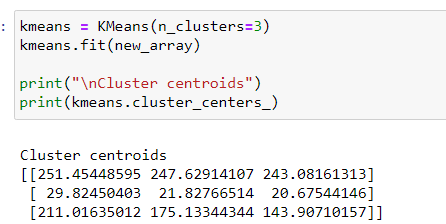 : kmeans = KMeans(n_clusters=3)
kmeans.fit(new_array)
print("\nCluster centroids")
print(kmeans.cluster_centers_)
Cluster centroids
[[251.45448595 247.62914107 243.08161313]
[ 29.82450403 21.82766514 20.67544146]
[211.01635012 175.13344344 143.90710157]]